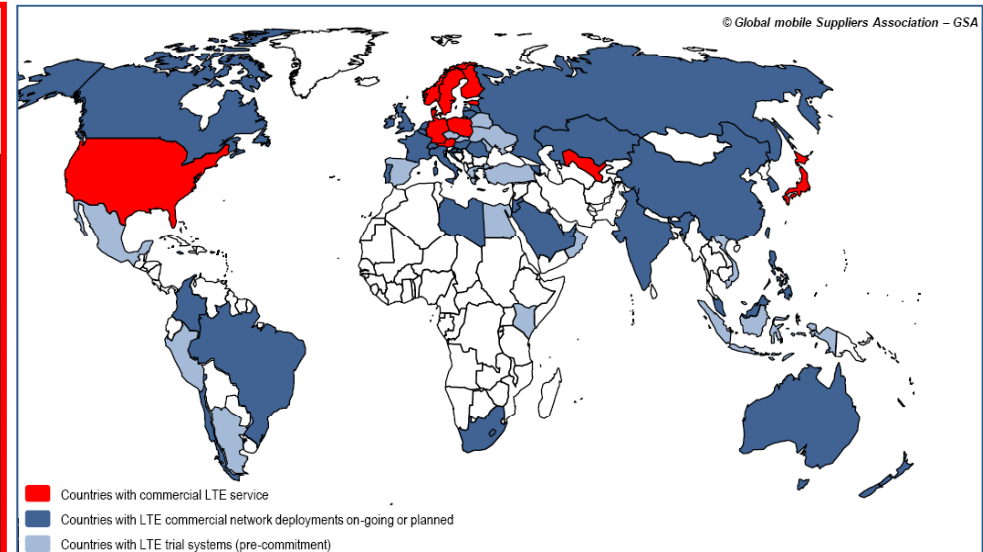 © Global mobile Suppliers Association – GSA
Countries with commercial LTE service
Countries with LTE commercial network deployments on-going or planned
Countries with LTE trial systems (pre-commitment)